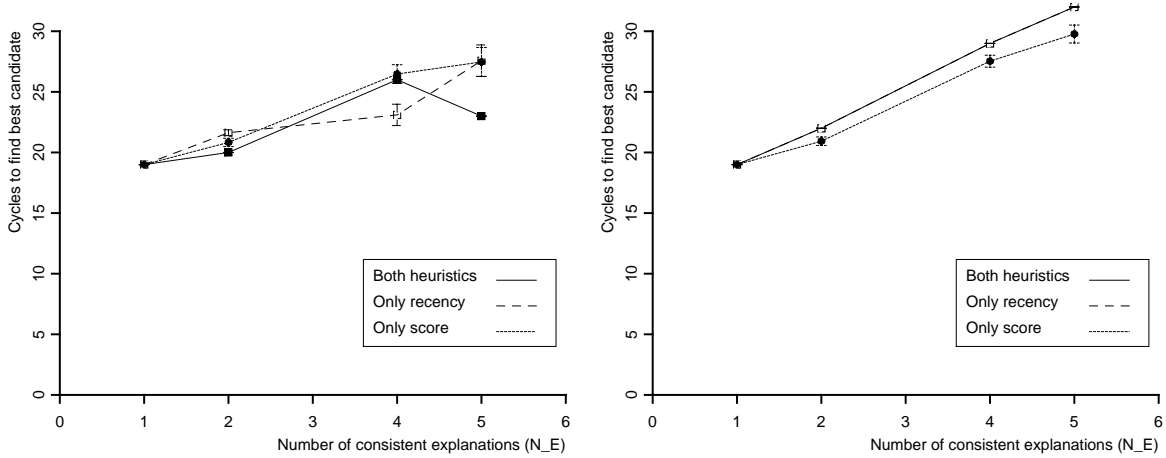 Cycles to find best candidate
30
25
20
15
10
5
0
Both heuristics
Only recency
Only score
0 1 2 3 4 5 6
Number of consistent explanations (N_E)
Cycles to find best candidate
30
25
20
15
10
5
0
Both heuristics
Only recency
Only score
0 1 2 3 4 5 6
Number of consistent explanations (N_E)